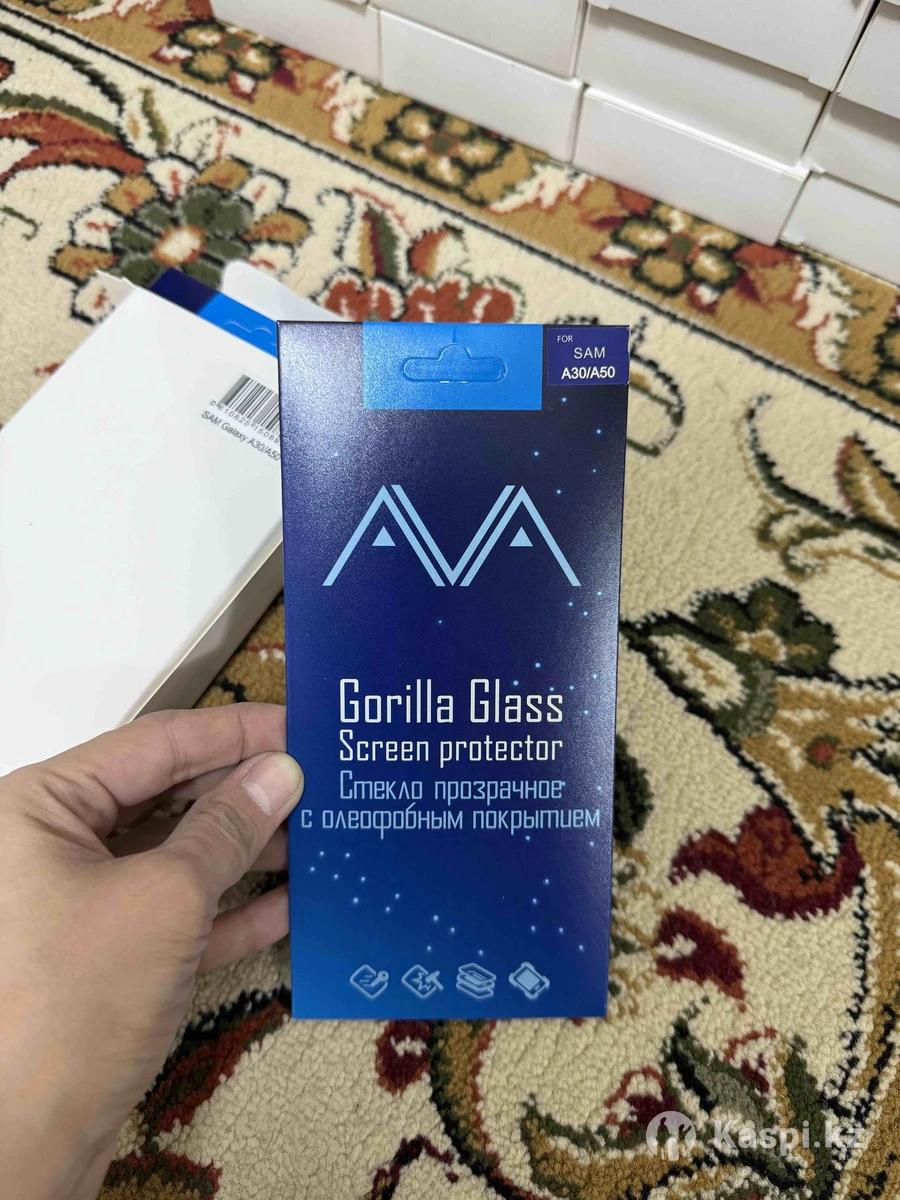 FOR
SAM
A30/A50
SAM Galaxy A30/A50
AVA
Gorilla Glass
Screen protector
Стекло прозрачное
с олеофобным покрытием
Kaspi.kz